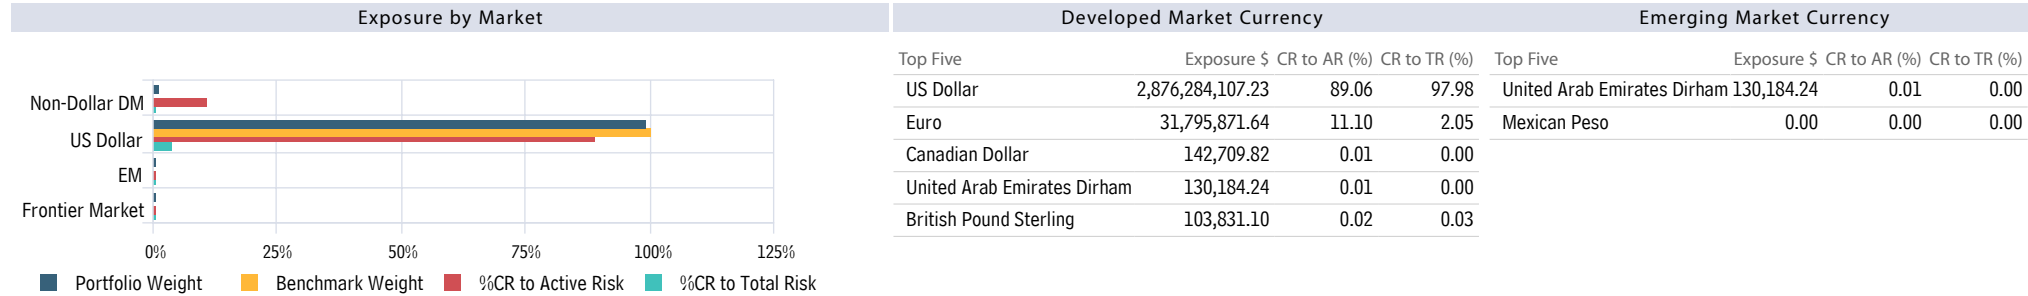 Exposure by Market
Non-Dollar DM
US Dollar
EM
Frontier Market
0% 25% 50% 75% 100% 125%
Portfolio Weight Benchmark Weight %CR to Active Risk %CR to Total Risk
Developed Market Currency
Top Five Exposure $ CR to AR (%) CR to TR (%)
US Dollar 2,876,284,107.23 89.06 97.98
Euro 31,795,871.64 11.10 2.05
Canadian Dollar 142,709.82 0.01 0.00
United Arab Emirates Dirham 130,184.24 0.01 0.00
British Pound Sterling 103,831.10 0.02 0.03
Emerging Market Currency
Top Five Exposure $ CR to AR (%) CR to TR (%)
United Arab Emirates Dirham 130,184.24 0.01 0.00
Mexican Peso 0.00 0.00 0.00